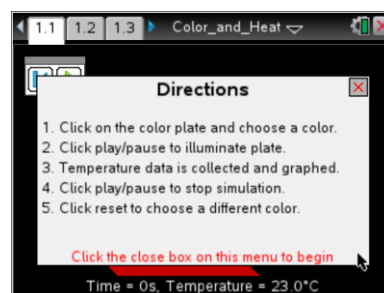 1.1 1.2 1.3 Color_and_Heat
Directions
1. Click on the color plate and choose a color.
2. Click play/pause to illuminate plate.
3. Temperature data is collected and graphed.
4. Click play/pause to stop simulation.
5. Click reset to choose a different color.
Click the close box on this menu to begin
Time = 0s, Temperature = 23.0°C